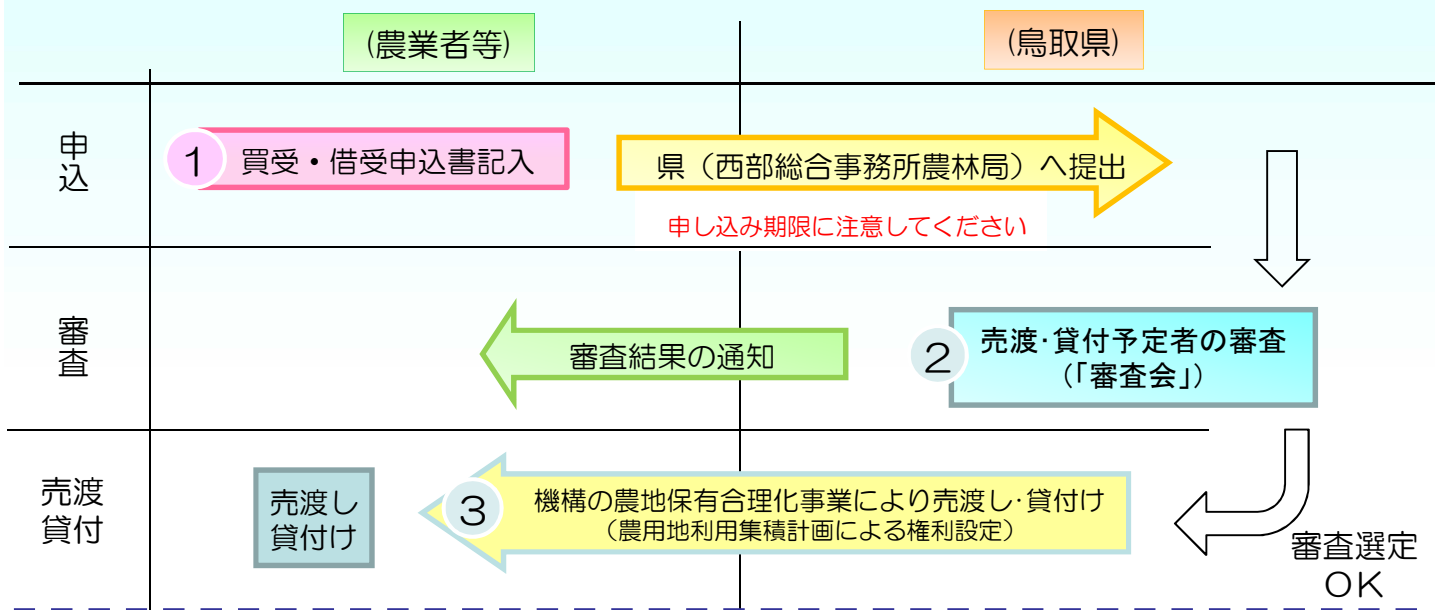 (農業者等)
(鳥取県)
申込
1 買受・借受申込書記入
県（西部総合事務所農林局）へ提出
申し込み期限に注意してください
審査
審査結果の通知
2 売渡・貸付予定者の審査
（「審査会」）
売渡
貸付
売渡し
貸付け
3 機構の農地保有合理化事業により売渡し・貸付け
（農用地利用集積計画による権利設定）
審査選定
OK